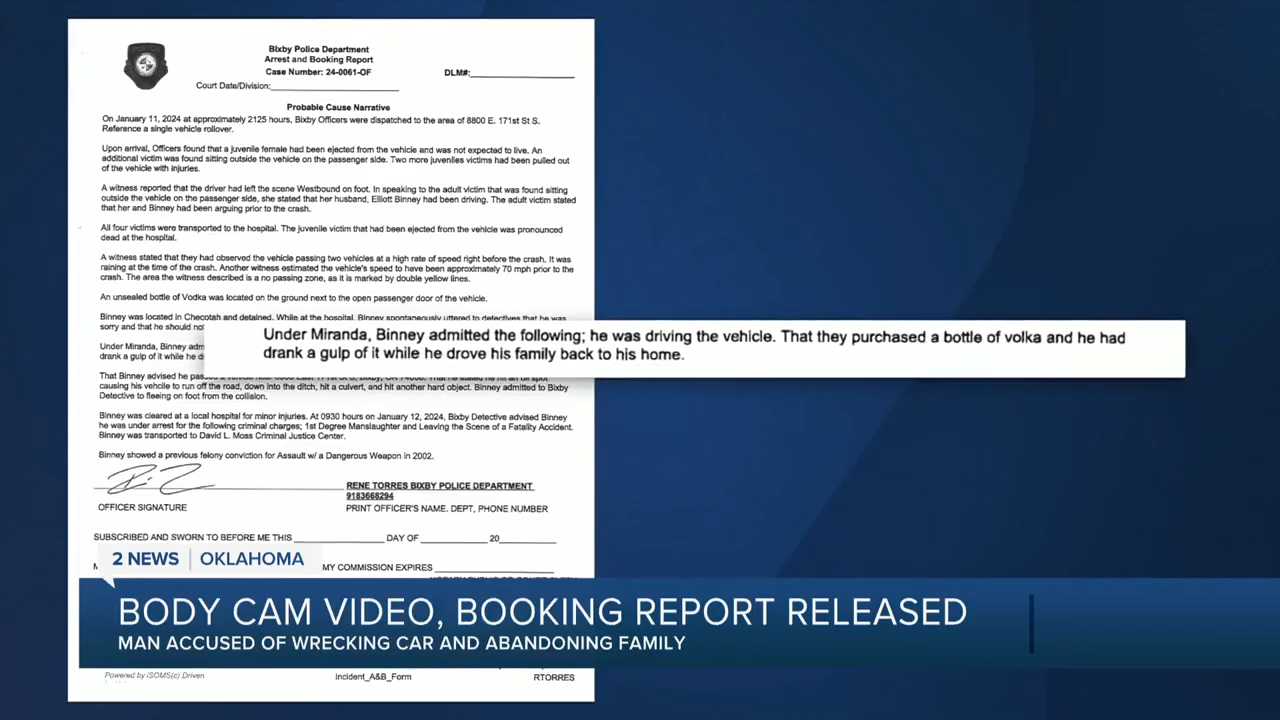 Bixby Police Department
Arrest and Booking Report
Case Number: 24-0061-OF
DLM#:
Court Date/Division:
Probable Cause Narrative
On January 11, 2024 at approximately 2125 hours, Bixby Officers were dispatched to the area of 8800 E. 171st St S.
Reference a single vehicle rollover.
Upon arrival, Officers found that a juvenile female had been ejected from the vehicle and was not expected to live. An
additional victim was found sitting outside the vehicle on the passenger side. Two more juveniles victims had been pulled out
of the vehicle with injuries.
A witness reported that the driver had left the scene Westbound on foot. In speaking to the adult victim that was found sitting
outside the vehicle on the passenger side, she stated that her husband, Elliott Binney had been driving. The adult victim stated
that her and Binney had been arguing prior to the crash.
All four victims were transported to the hospital. The juvenile victim that had been ejected from the vehicle was pronounced
dead at the hospital.
A witness stated that they had observed the vehicle passing two vehicles at a high rate of speed right before the crash. It was
raining at the time of the crash. Another witness estimated the vehicle's speed to have been approximately 70 mph prior to the
crash. The area the witness described is a no passing zone, as it is marked by double yellow lines.
An unsealed bottle of Vodka was located on the ground next to the open passenger door of the vehicle.
Binney was located in Checotah and detained. While at the hospital, Binney spontaneously uttered to detectives that he was
sorry and that he should not
Under Miranda, Binney admitted the following; he was driving the vehicle. That they purchased a bottle of volka and he had
drank a gulp of it while he drove his family back to his home.
Under Miranda, Binney adm
drank a gulp of it while he d
That Binney advised he
causing his vehcile to run off the road, down into the ditch, hit a culvert, and hit another hard object. Binney admitted to Bixby
Detective to fleeing on foot from the collision.
Binney was cleared at a local hospital for minor injuries. At 0930 hours on January 12, 2024, Bixby Detective advised Binney
he was under arrest for the following criminal charges; 1st Degree Manslaughter and Leaving the Scene of a Fatality Accident.
Binney was transported to David L. Moss Criminal Justice Center.
Binney showed a previous felony conviction for Assault w/ a Dangerous Weapon in 2002.
RENE TORRES BIXBY POLICE DEPARTMENT
9183668294
OFFICER SIGNATURE
PRINT OFFICER'S NAME. DEPT, PHONE NUMBER
SUBSCRIBED AND SWORN TO BEFORE ME THIS DAY OF 20
2 NEWS OKLAHOMA
MY COMMISSION EXPIRES
BODY CAM VIDEO, BOOKING REPORT RELEASED
MAN ACCUSED OF WRECKING CAR AND ABANDONING FAMILY
Powered by iSOMS(c) Driven
Incident_A&B_Form
RTORRES